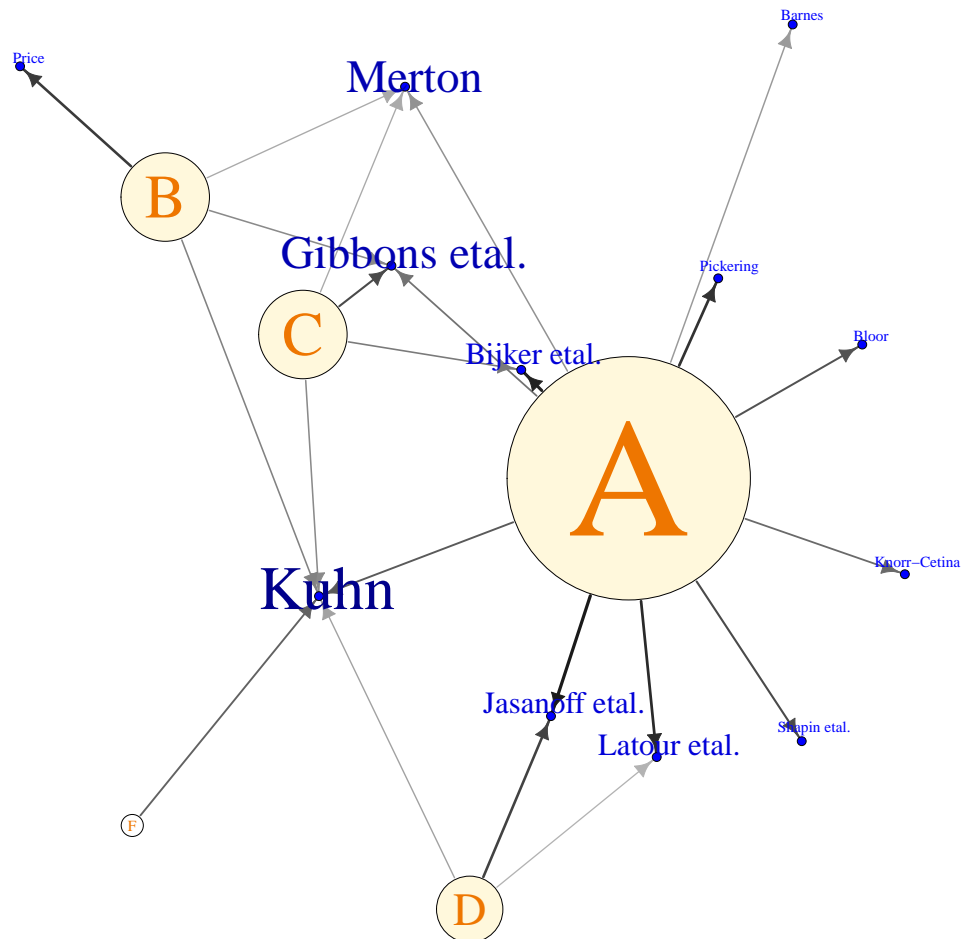 Barnes
Price
Merton
B
Gibbons etal.
Pickering
C
Bloor
Bijker etal.
A
Knorr−Cetina
Kuhn
Jasanoff etal.
Shapin etal.
Latour etal.
F
D